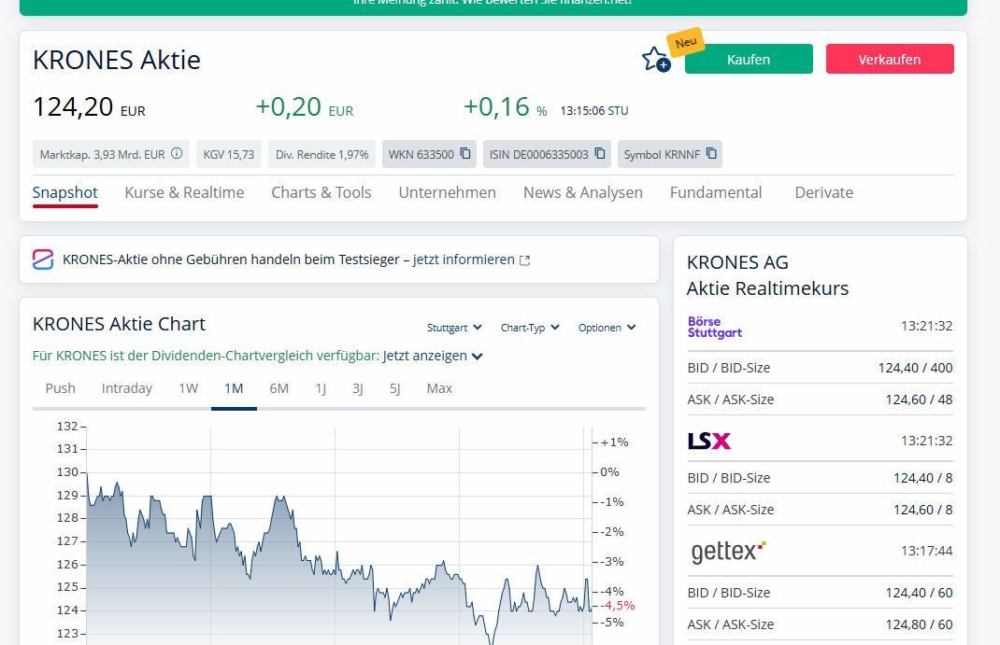 Ihre Meinung zählt: Wie bewerten Sie finanzen.net?
KRONES Aktie
Neu
Kaufen
Verkaufen
124,20 EUR +0,20 EUR +0,16 % 13:15:06 STU
Marktkap. 3,93 Mrd. EUR KGV 15,73 Div. Rendite 1,97% WKN 633500 ISIN DE0006335003 Symbol KRNNF
Snapshot Kurse & Realtime Charts & Tools Unternehmen News & Analysen Fundamental Derivate
KRONES-Aktie ohne Gebühren handeln beim Testsieger – jetzt informieren
KRONES Aktie Chart
Stuttgart Chart-Typ Optionen
Für KRONES ist der Dividenden-Chartvergleich verfügbar: Jetzt anzeigen
Push Intraday 1W 1M 6M 1J 3J 5J Max
132
131
130
129
128
127
126
125
124
123
+1%
0%
-1%
-2%
-3%
-4%
-4,5%
-5%
KRONES AG
Aktie Realtimekurs
Börse
Stuttgart
13:21:32
BID / BID-Size 124,40 / 400
ASK / ASK-Size 124,60 / 48
LSX 13:21:32
BID / BID-Size 124,40 / 8
ASK / ASK-Size 124,60 / 8
gettex 13:17:44
BID / BID-Size 124,40 / 60
ASK / ASK-Size 124,80 / 60